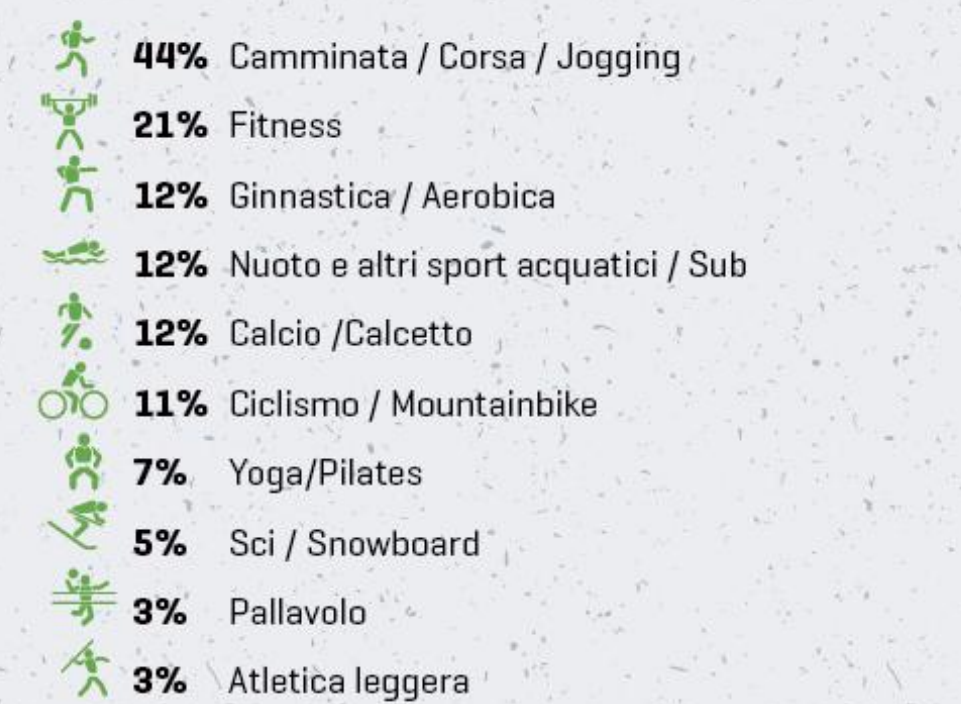 44% Camminata / Corsa / Jogging
21% Fitness
12% Ginnastica / Aerobica
12% Nuoto e altri sport acquatici / Sub
12% Calcio /Calcetto
11% Ciclismo / Mountainbike
7% Yoga/Pilates
5% Sci / Snowboard
3% Pallavolo
3% Atletica leggera